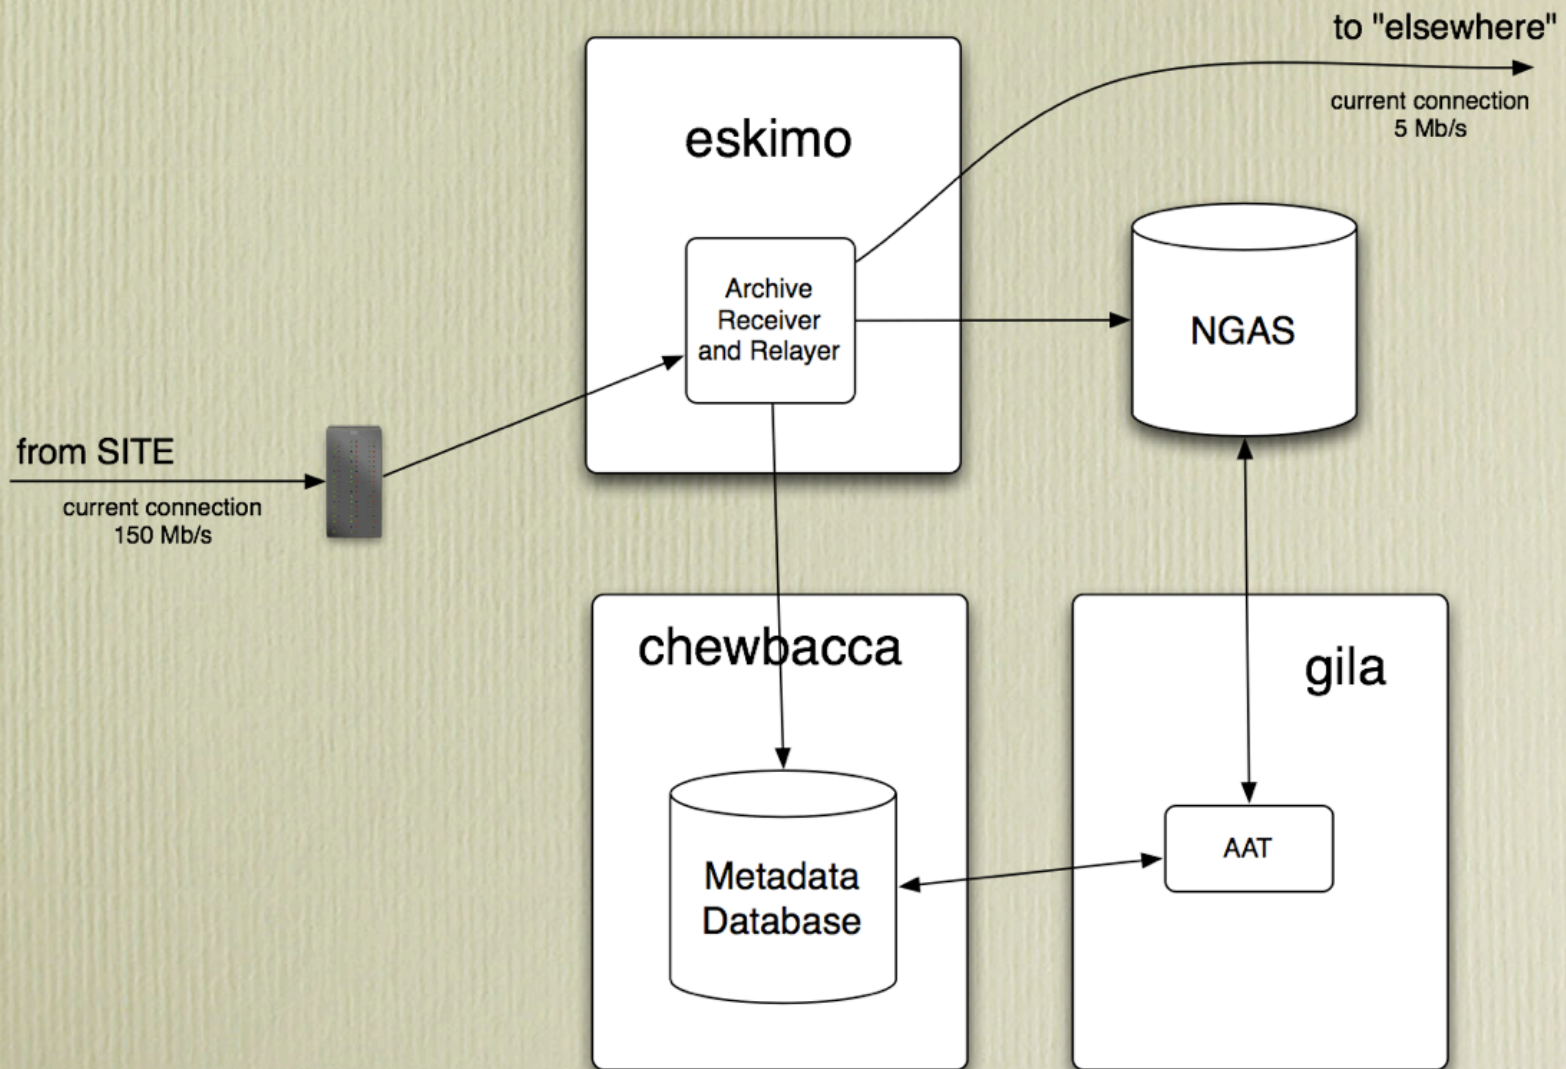 to "elsewhere"
current connection
5 Mb/s
eskimo
Archive
Receiver
and Relayer
NGAS
from SITE
current connection
150 Mb/s
chewbacca
gila
Metadata
Database
AAT